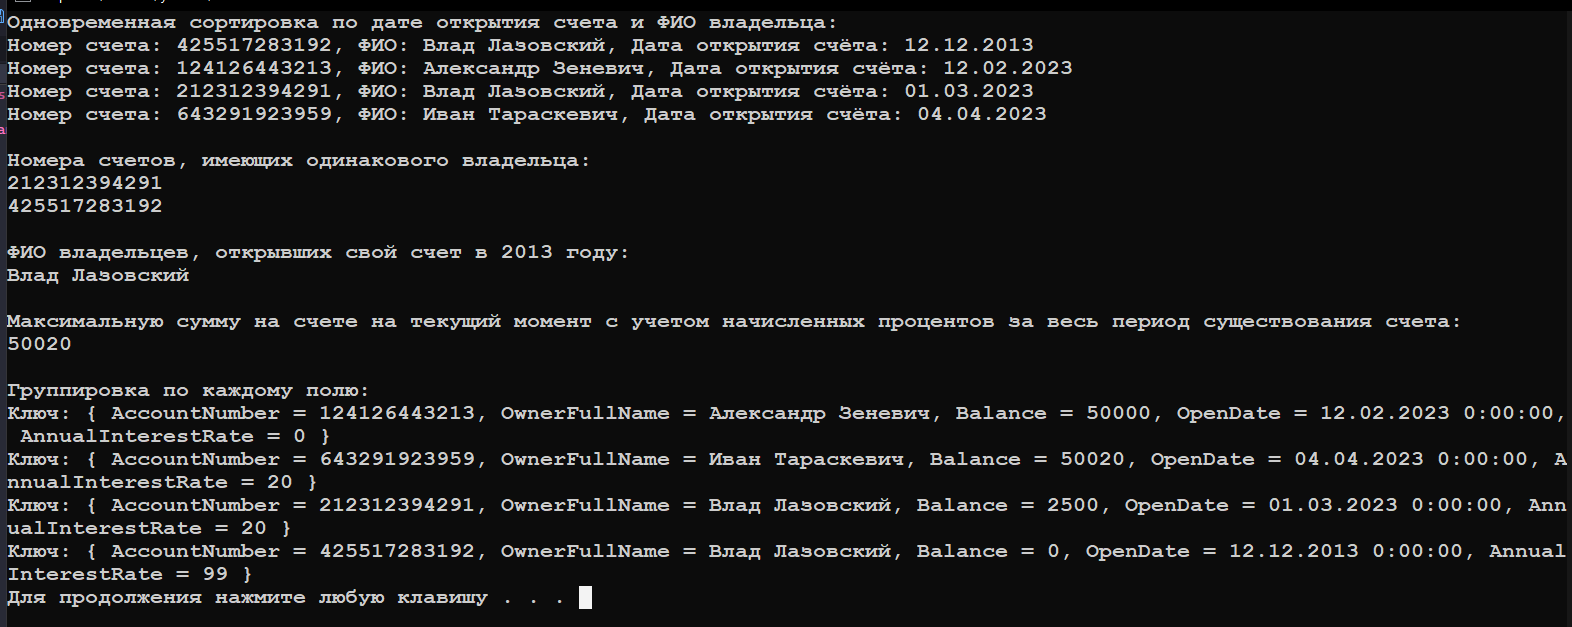 Одновременная сортировка по дате открытия счета и ФИО владельца:
Номер счета: 425517283192, ФИО: Влад Лазовский, Дата открытия счёта: 12.12.2013
Номер счета: 124126443213, ФИО: Александр Зеневич, Дата открытия счёта: 12.02.2023
Номер счета: 212312394291, ФИО: Влад Лазовский, Дата открытия счёта: 01.03.2023
Номер счета: 643291923959, ФИО: Иван Тараскевич, Дата открытия счёта: 04.04.2023
Номера счетов, имеющих одинакового владельца:
212312394291
425517283192
ФИО владельцев, открывших свой счет в 2013 году:
Влад Лазовский
Максимальную сумму на счете на текущий момент с учетом начисленных процентов за весь период существования счета:
50020
Группировка по каждому полю:
Ключ: { AccountNumber = 124126443213, OwnerFullName = Александр Зеневич, Balance = 50000, OpenDate = 12.02.2023 0:00:00,
AnnualInterestRate = 0 }
Ключ: { AccountNumber = 643291923959, OwnerFullName = Иван Тараскевич, Balance = 50020, OpenDate = 04.04.2023 0:00:00, A
nnualInterestRate = 20 }
Ключ: { AccountNumber = 212312394291, OwnerFullName = Влад Лазовский, Balance = 2500, OpenDate = 01.03.2023 0:00:00, Ann
ualInterestRate = 20 }
Ключ: { AccountNumber = 425517283192, OwnerFullName = Влад Лазовский, Balance = 0, OpenDate = 12.12.2013 0:00:00, Annual
InterestRate = 99 }
Для продолжения нажмите любую клавишу . . .